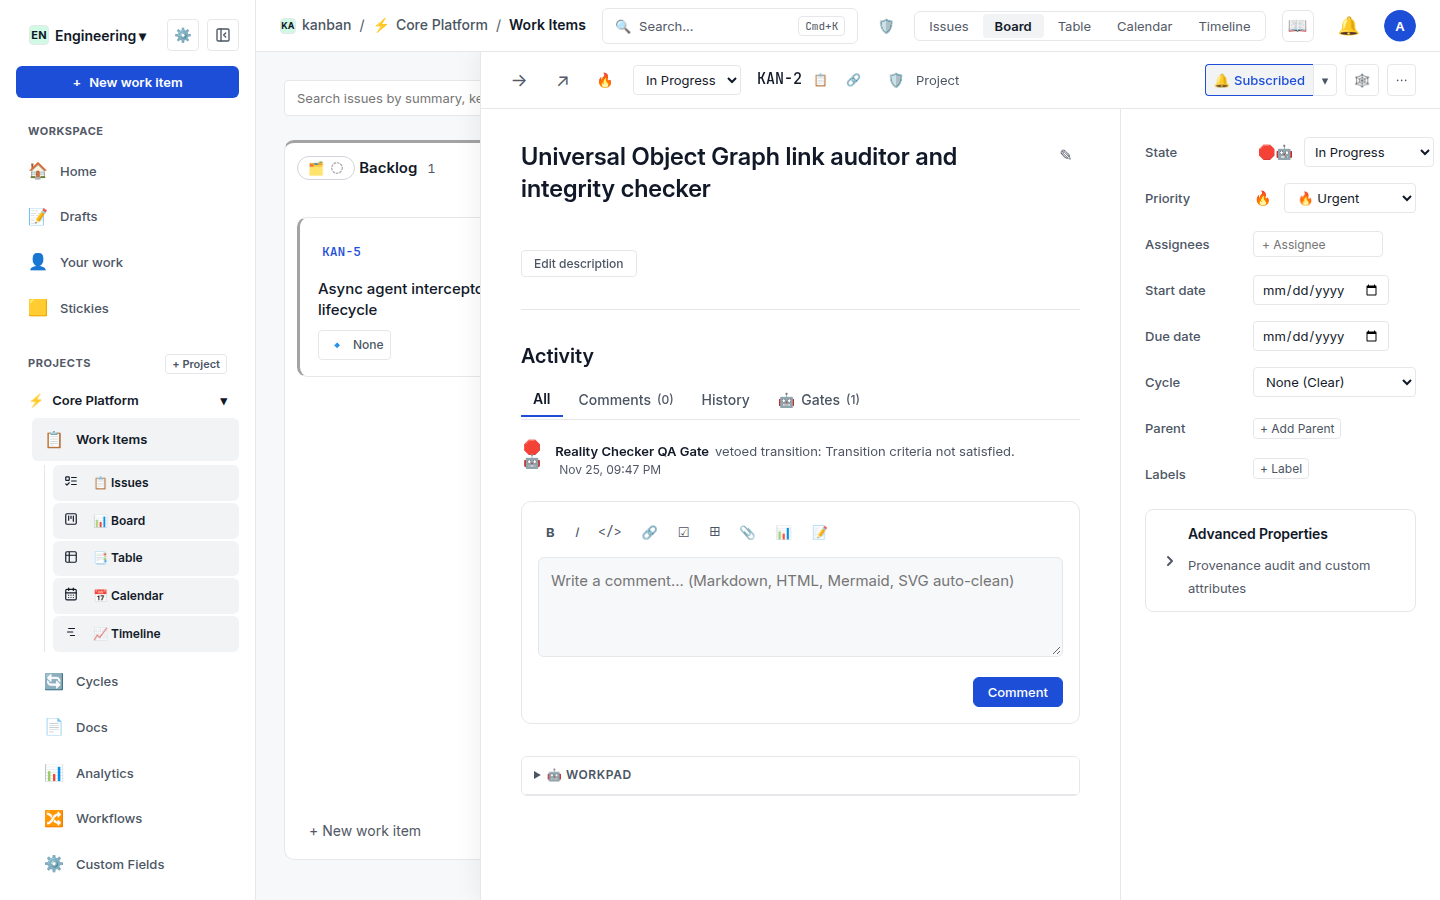 EN Engineering ▾
+ New work item
WORKSPACE
Home
Drafts
Your work
Stickies
PROJECTS
+ Project
Core Platform ▾
Work Items
Issues
Board
Table
Calendar
Timeline
Cycles
Docs
Analytics
Workflows
Custom Fields
KA kanban / Core Platform / Work Items
Search... Cmd+K
Issues Board Table Calendar Timeline
A
Search issues by summary, ke
Backlog 1
KAN-5
Async agent intercepto
lifecycle
None
+ New work item
In Progress KAN-2 Project
Subscribed ▾ ...
Universal Object Graph link auditor and
integrity checker
Edit description
Activity
All Comments (0) History Gates (1)
Reality Checker QA Gate vetoed transition: Transition criteria not satisfied.
Nov 25, 09:47 PM
B I </>
Write a comment... (Markdown, HTML, Mermaid, SVG auto-clean)
Comment
WORKPAD
State In Progress
Priority Urgent
Assignees + Assignee
Start date mm/dd/yyyy
Due date mm/dd/yyyy
Cycle None (Clear)
Parent + Add Parent
Labels + Label
Advanced Properties
Provenance audit and custom
attributes